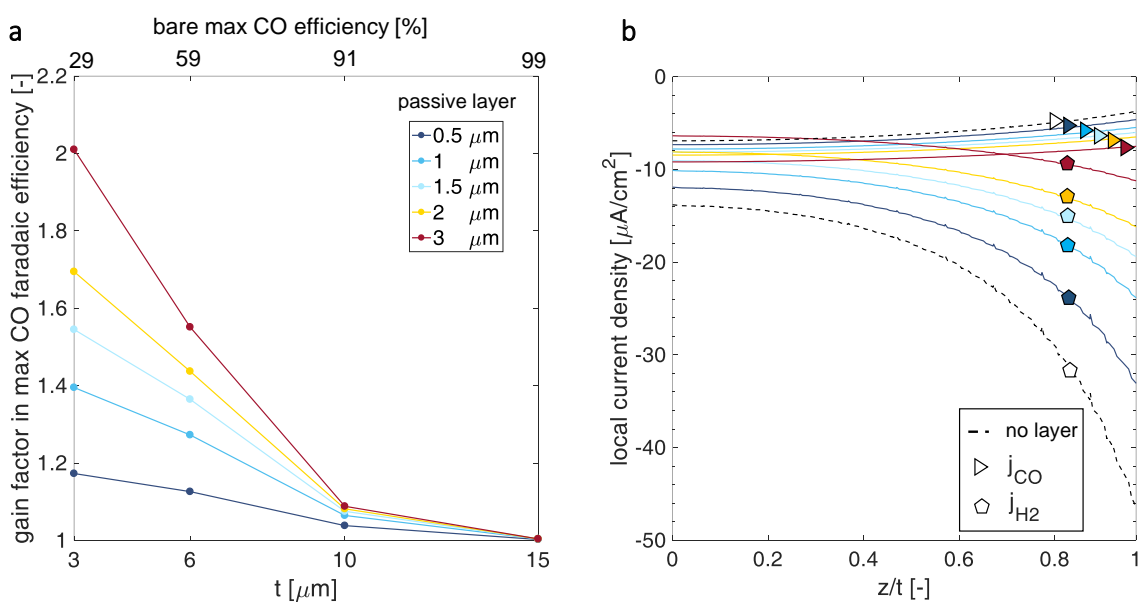 a
bare max CO efficiency [%]
29 59 91 99
gain factor in max CO faradaic efficiency [-]
2.2
2
1.8
1.6
1.4
1.2
1
passive layer
0.5 μm
1 μm
1.5 μm
2 μm
3 μm
3 6 10 15
t [μm]
b
local current density [μA/cm²]
0
-10
-20
-30
-40
-50
no layer
j_CO
j_H2
0 0.2 0.4 0.6 0.8 1
z/t [-]